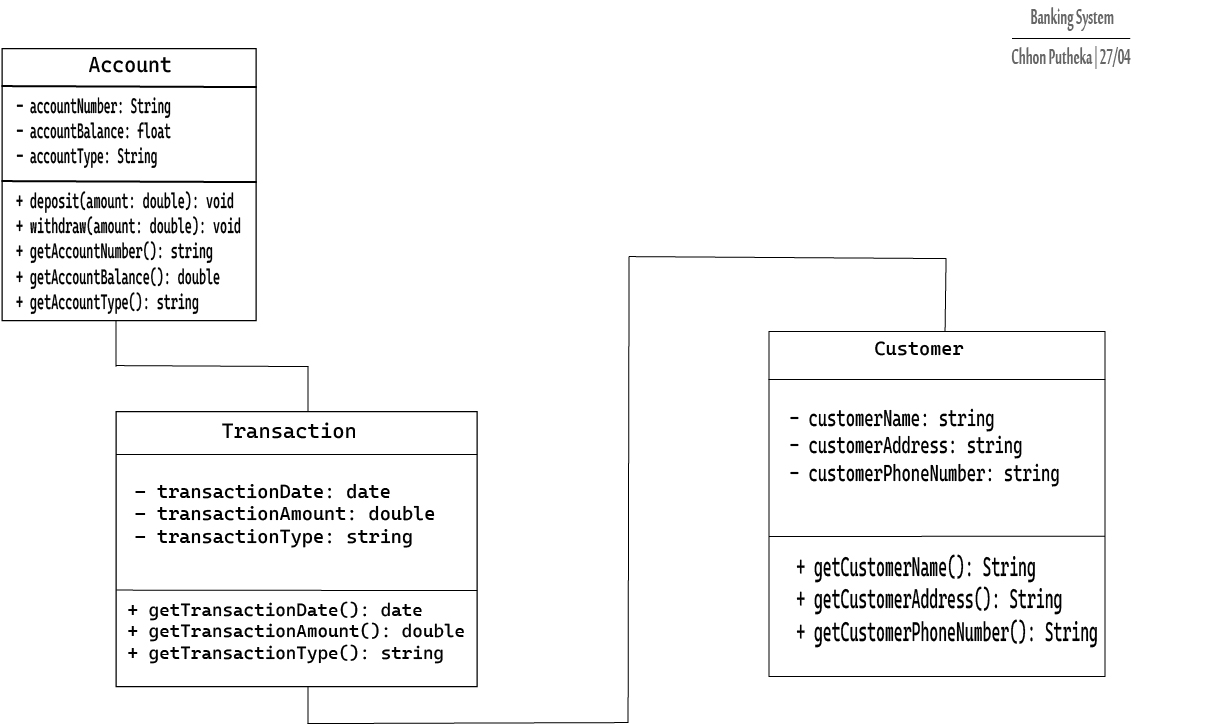 Banking System
Chhon Putheka | 27/04
Account
- accountNumber: String
- accountBalance: float
- accountType: String
+ deposit(amount: double): void
+ withdraw(amount: double): void
+ getAccountNumber(): string
+ getAccountBalance(): double
+ getAccountType(): string
Transaction
- transactionDate: date
- transactionAmount: double
- transactionType: string
+ getTransactionDate(): date
+ getTransactionAmount(): double
+ getTransactionType(): string
Customer
- customerName: string
- customerAddress: string
- customerPhoneNumber: string
+ getCustomerName(): String
+ getCustomerAddress(): String
+ getCustomerPhoneNumber(): String